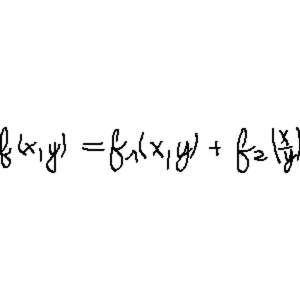 f(x,y) = f₁(x,y) + f₂(x/y)